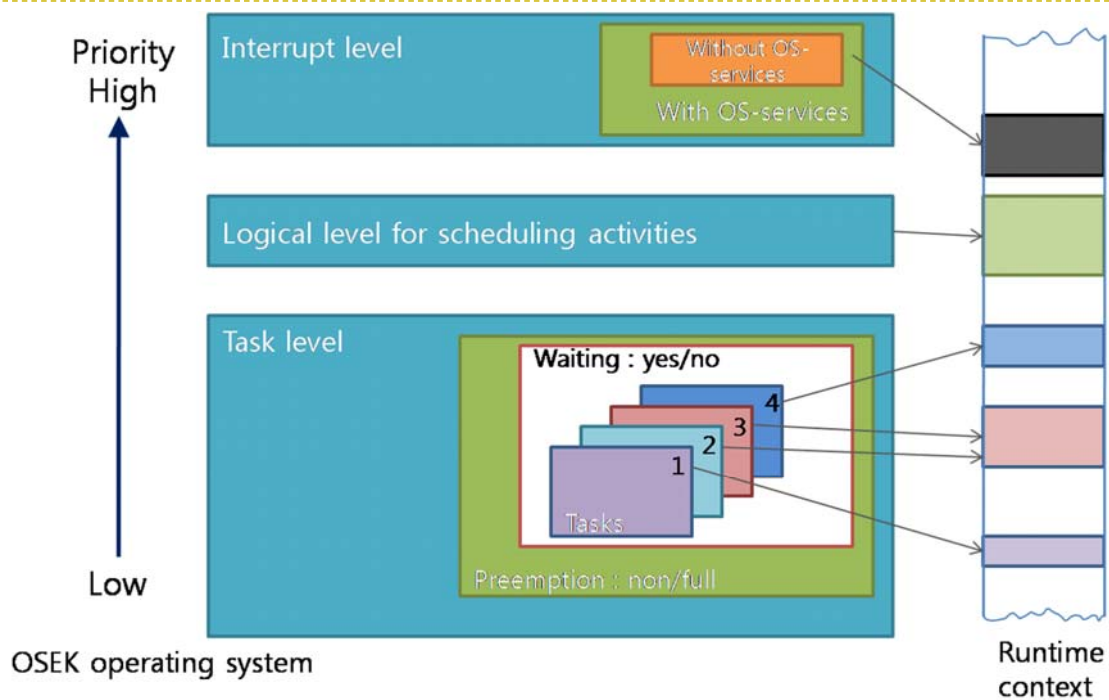 Priority
High
Interrupt level
Without OS-
services
With OS-services
Logical level for scheduling activities
Task level
Waiting : yes/no
4
3
2
1
Tasks
Preemption : non/full
Low
OSEK operating system
Runtime
context